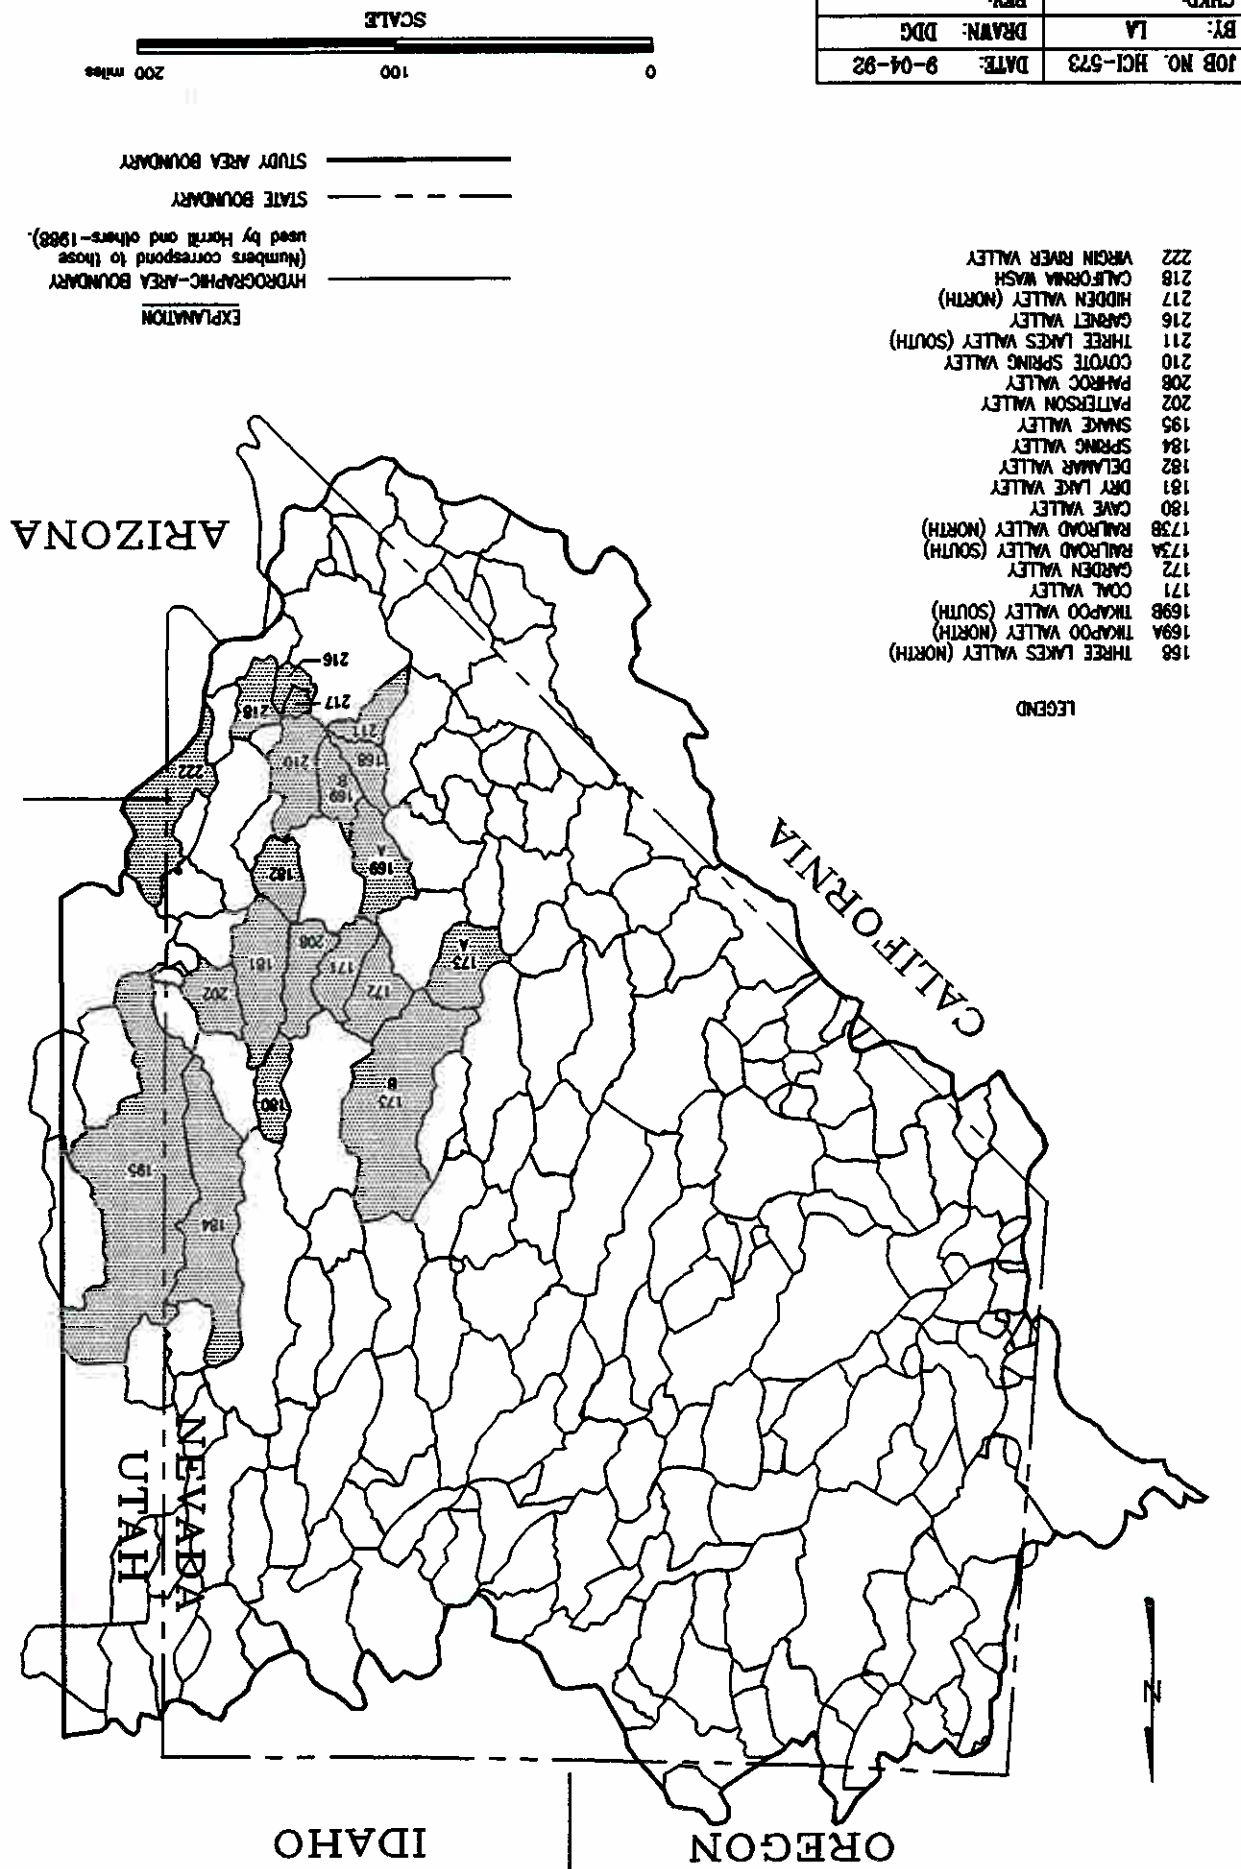 OREGON
IDAHO
N
NEVADA
UTAH
CALIFORNIA
ARIZONA
184
195
173
B
180
202
181
208
171
172
173
A
182
169
A
222
210
169
B
168
211
218
217
216
LEGEND
168 THREE LAKES VALLEY (NORTH)
169A TIKAPOO VALLEY (NORTH)
169B TIKAPOO VALLEY (SOUTH)
171 COAL VALLEY
172 GARDEN VALLEY
173A RAILROAD VALLEY (SOUTH)
173B RAILROAD VALLEY (NORTH)
180 CAVE VALLEY
181 DRY LAKE VALLEY
182 DELAMAR VALLEY
184 SPRING VALLEY
195 SNAKE VALLEY
202 PATTERSON VALLEY
208 PAHROC VALLEY
210 COYOTE SPRING VALLEY
211 THREE LAKES VALLEY (SOUTH)
216 GARNET VALLEY
217 HIDDEN VALLEY (NORTH)
218 CALIFORNIA WASH
222 VIRGIN RIVER VALLEY
EXPLANATION
HYDROGRAPHIC-AREA BOUNDARY
(Numbers correspond to those
used by Harrill and others-1988).
STATE BOUNDARY
STUDY AREA BOUNDARY
0 100 200 miles
SCALE
JOB NO. HCI-573 DATE: 9-04-92
BY: LA DRAWN: DDG
CHKD: REV: